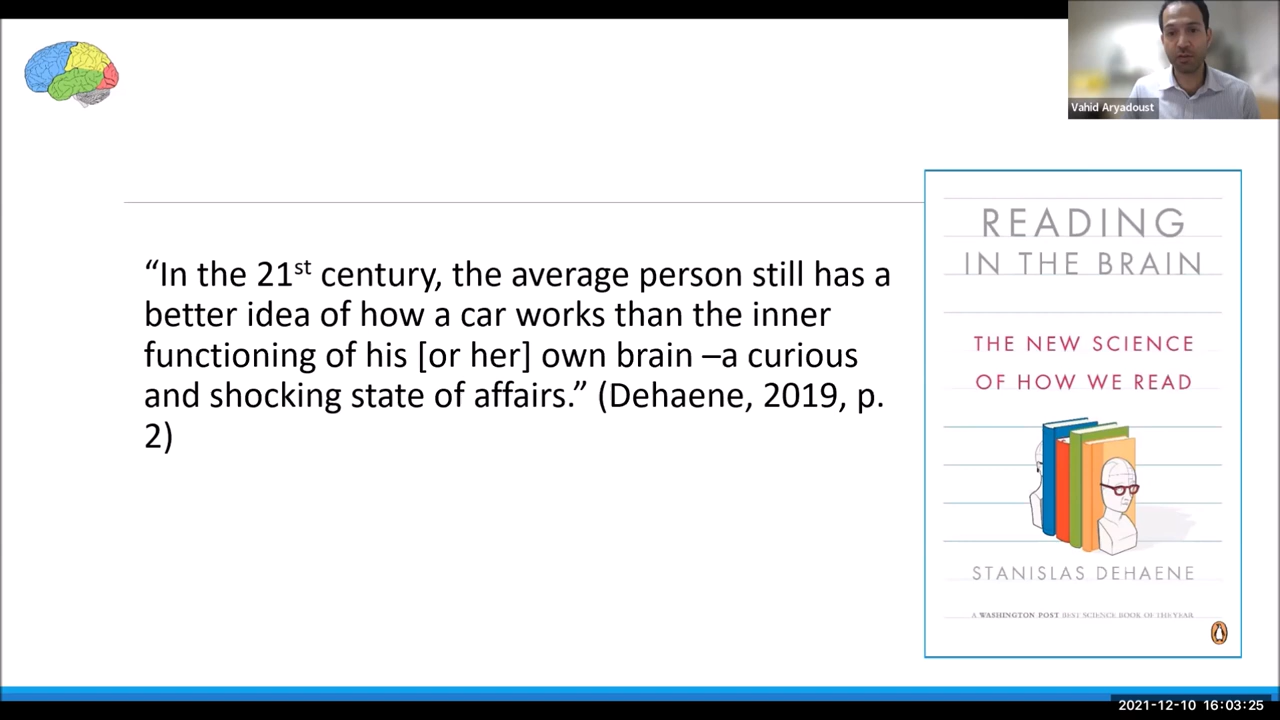 Vahid Aryadoust
“In the 21st century, the average person still has a
better idea of how a car works than the inner
functioning of his [or her] own brain –a curious
and shocking state of affairs.” (Dehaene, 2019, p.
2)
READING
IN THE BRAIN
THE NEW SCIENCE
OF HOW WE READ
STANISLAS DEHAENE
A WASHINGTON POST BEST SCIENCE BOOK OF THE YEAR
2021-12-10 16:03:25